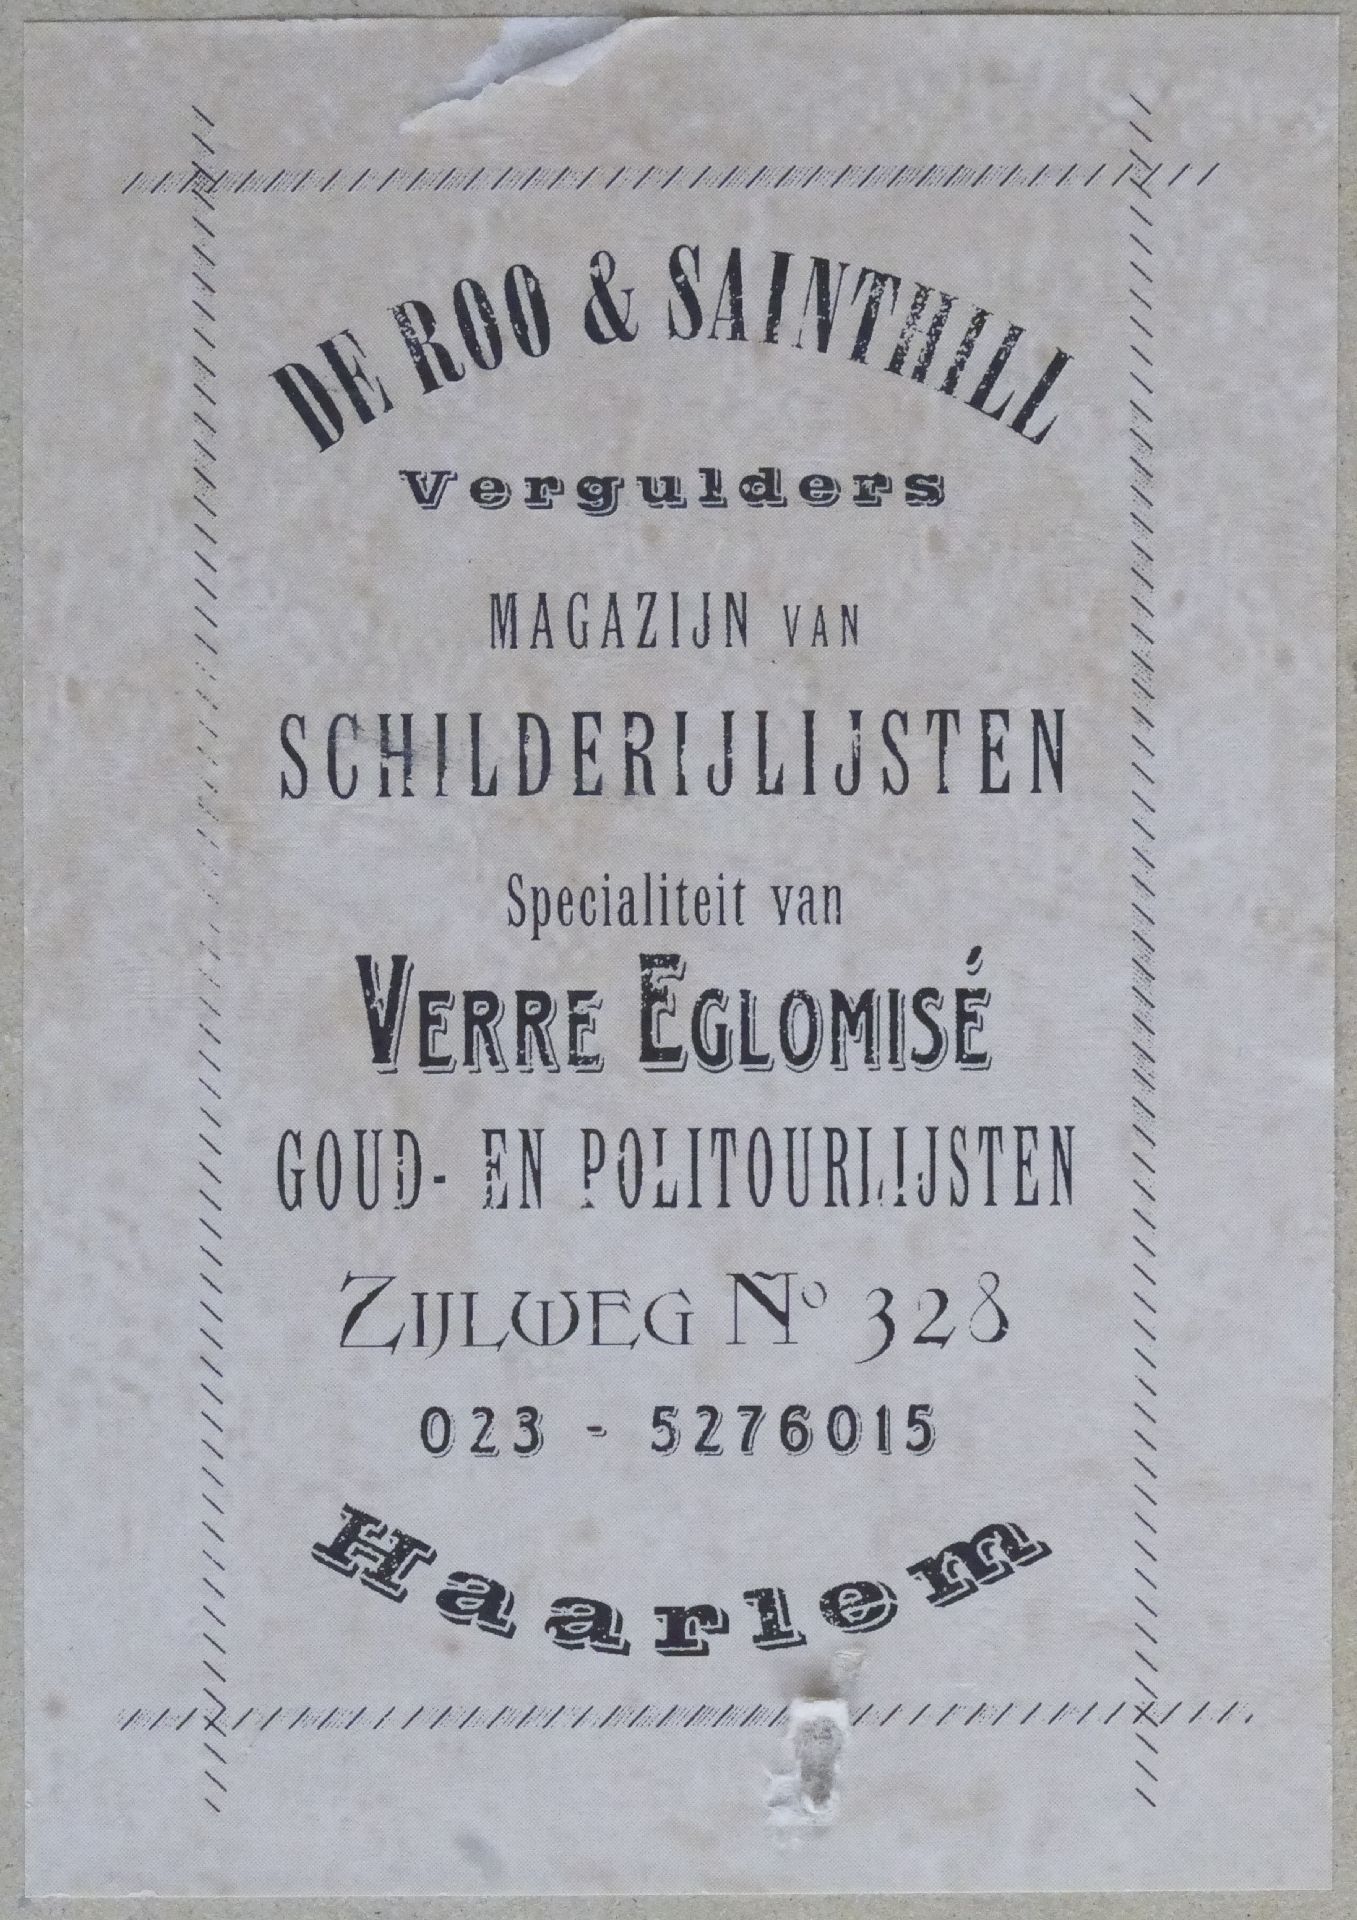 DE ROO & SAINTHILL
Vergulders
MAGAZIJN VAN
SCHILDERIJLIJSTEN
Specialiteit van
VERRE EGLOMISÉ
GOUD- EN POLITOURLIJSTEN
ZIJLWEG No 328
023 - 5276015
Haarlem